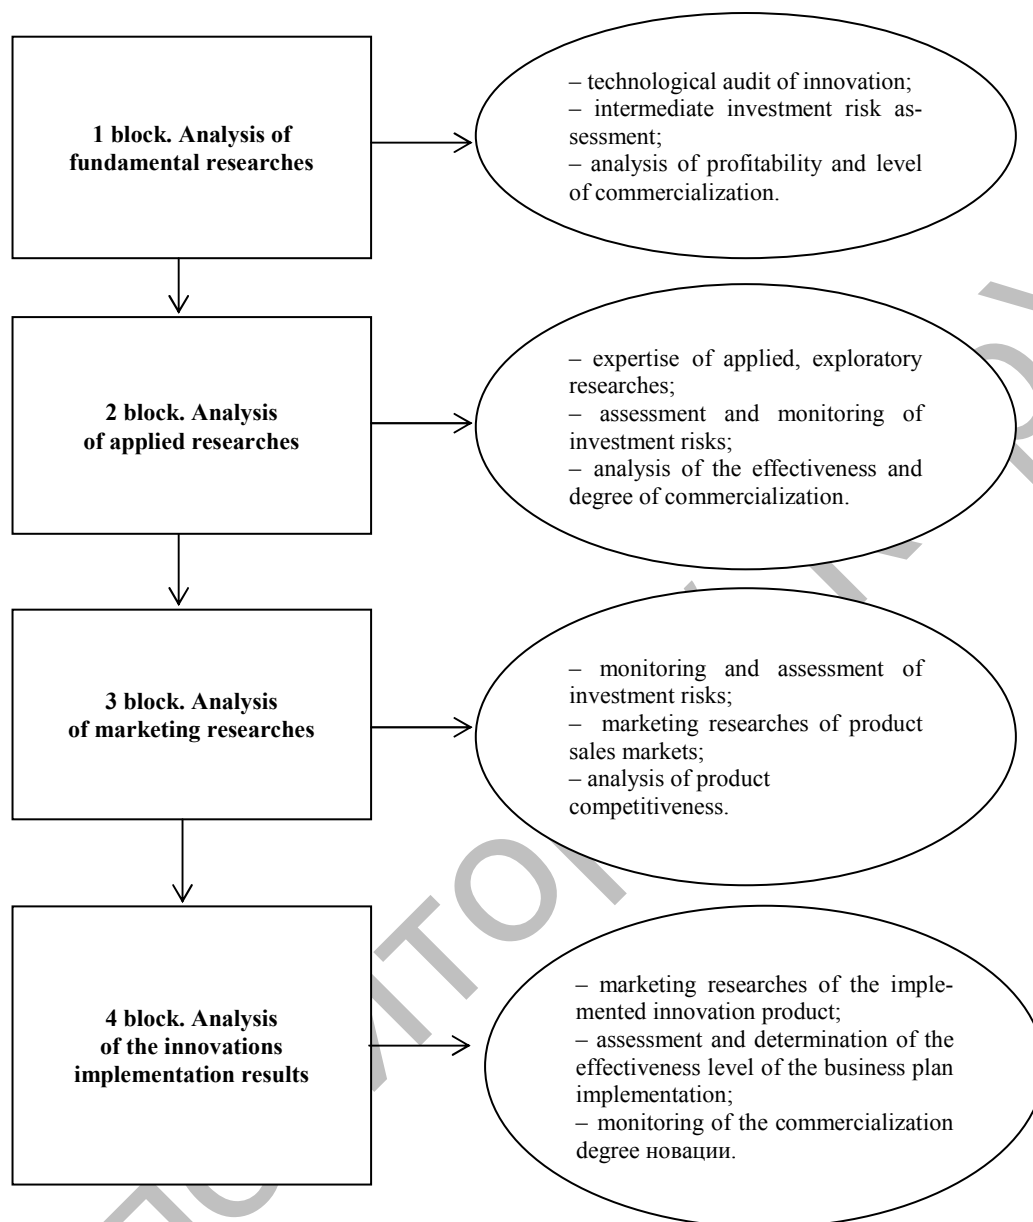 1 block. Analysis of
fundamental researches
– technological audit of innovation;
– intermediate investment risk as-
sessment;
– analysis of profitability and level
of commercialization.
2 block. Analysis
of applied researches
– expertise of applied, exploratory
researches;
– assessment and monitoring of
investment risks;
– analysis of the effectiveness and
degree of commercialization.
3 block. Analysis
of marketing researches
– monitoring and assessment of
investment risks;
– marketing researches of product
sales markets;
– analysis of product
competitiveness.
4 block. Analysis
of the innovations
implementation results
– marketing researches of the imple-
mented innovation product;
– assessment and determination of the
effectiveness level of the business plan
implementation;
– monitoring of the commercialization
degree новации.